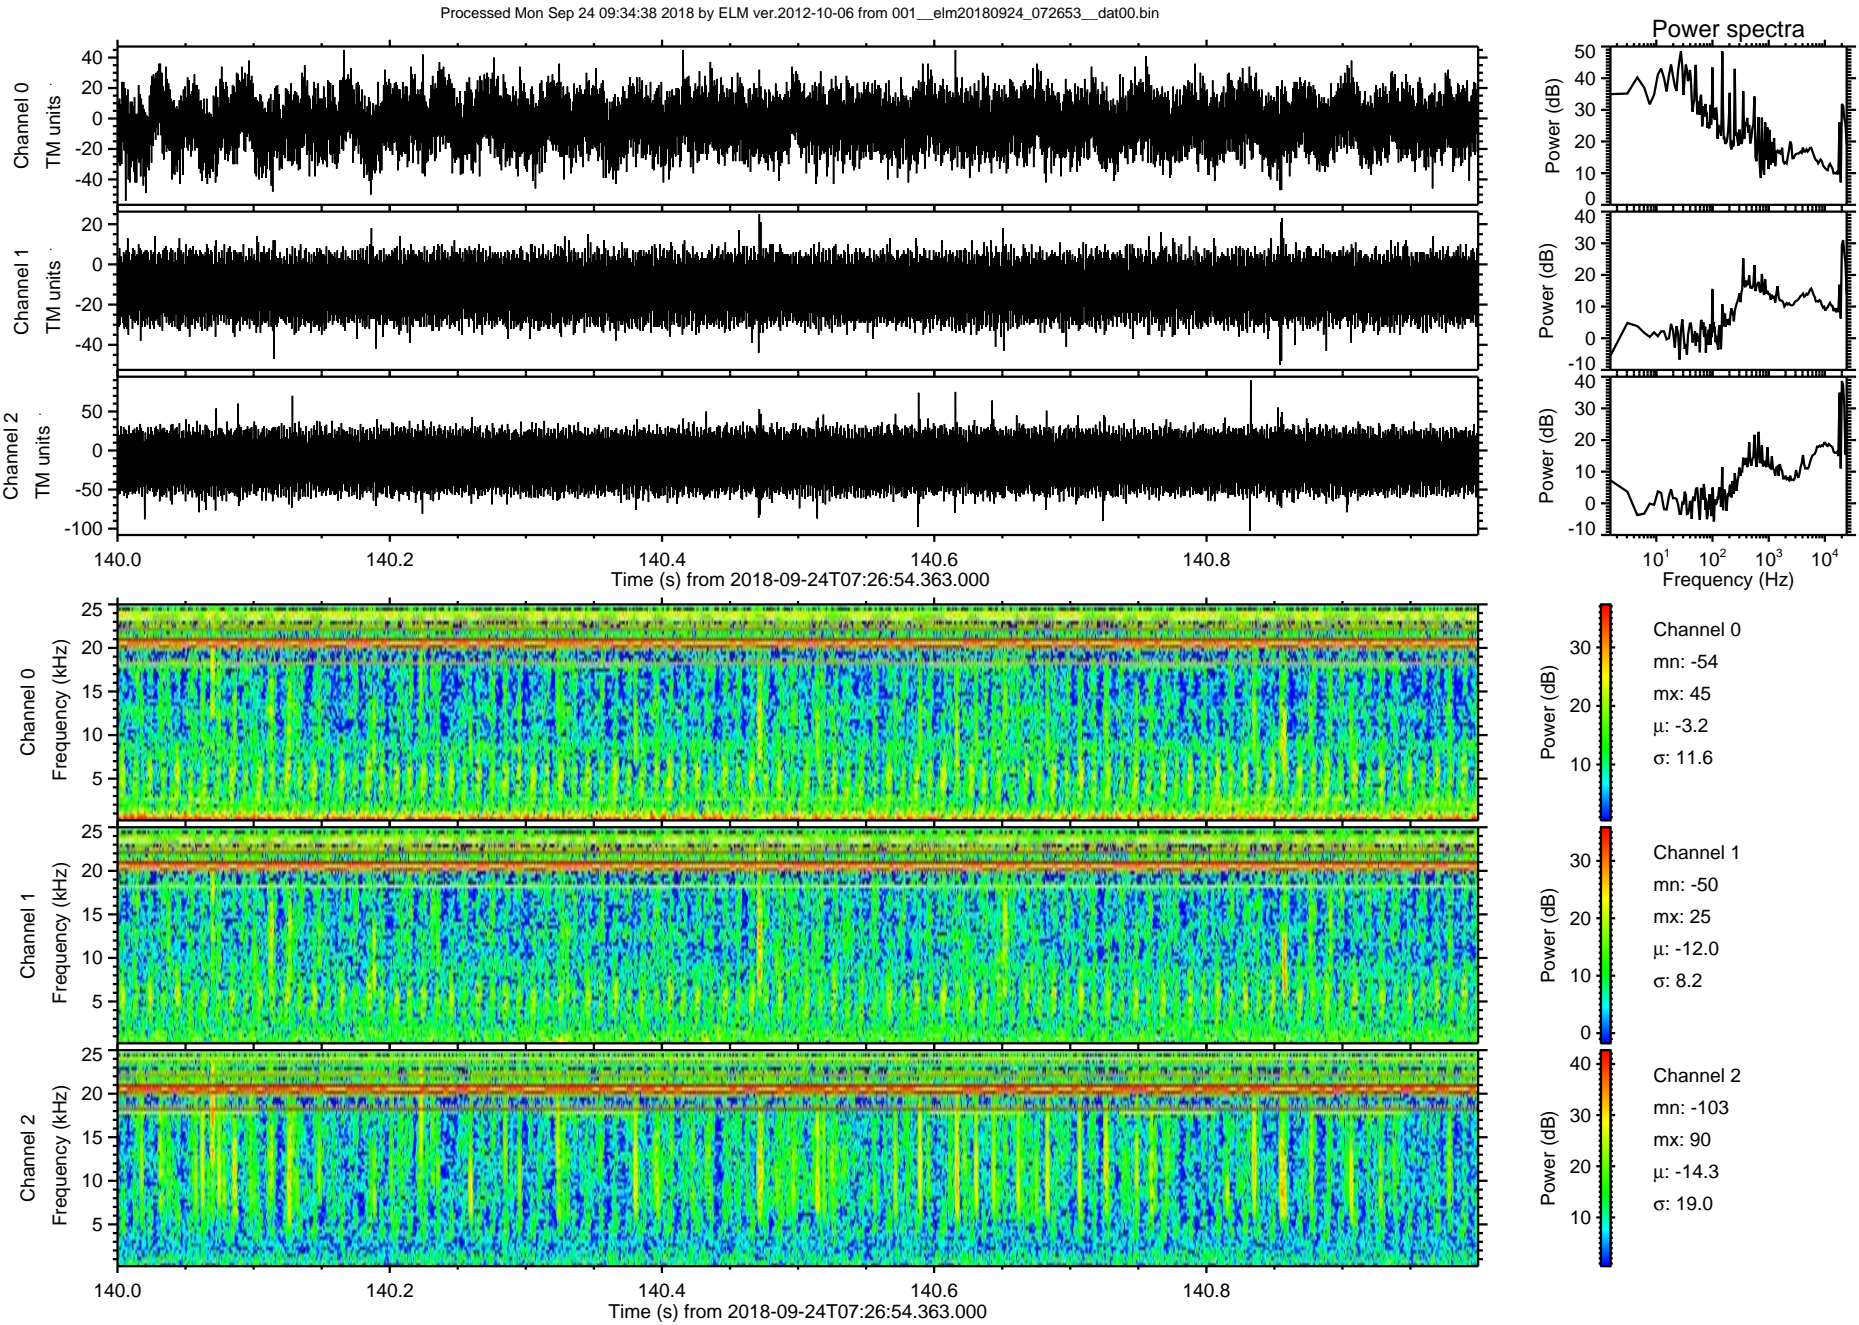 Processed Mon Sep 24 09:34:38 2018 by ELM ver.2012-10-06 from 001__elm20180924_072653__dat00.bin
Power spectra
Channel 0
TM units
40
20
0
-20
-40
Power (dB)
50
40
30
20
10
0
Channel 1
TM units
20
0
-20
-40
Power (dB)
40
30
20
10
0
-10
Channel 2
TM units
50
0
-50
-100
Power (dB)
40
30
20
10
0
-10
140.0 140.2 140.4 140.6 140.8
Time (s) from 2018-09-24T07:26:54.363.000
10^1 10^2 10^3 10^4
Frequency (Hz)
Channel 0
Frequency (kHz)
25
20
15
10
5
Power (dB)
30
20
10
Channel 0
mn: -54
mx: 45
μ: -3.2
σ: 11.6
Channel 1
Frequency (kHz)
25
20
15
10
5
Power (dB)
30
20
10
0
Channel 1
mn: -50
mx: 25
μ: -12.0
σ: 8.2
Channel 2
Frequency (kHz)
25
20
15
10
5
Power (dB)
40
30
20
10
Channel 2
mn: -103
mx: 90
μ: -14.3
σ: 19.0
140.0 140.2 140.4 140.6 140.8
Time (s) from 2018-09-24T07:26:54.363.000